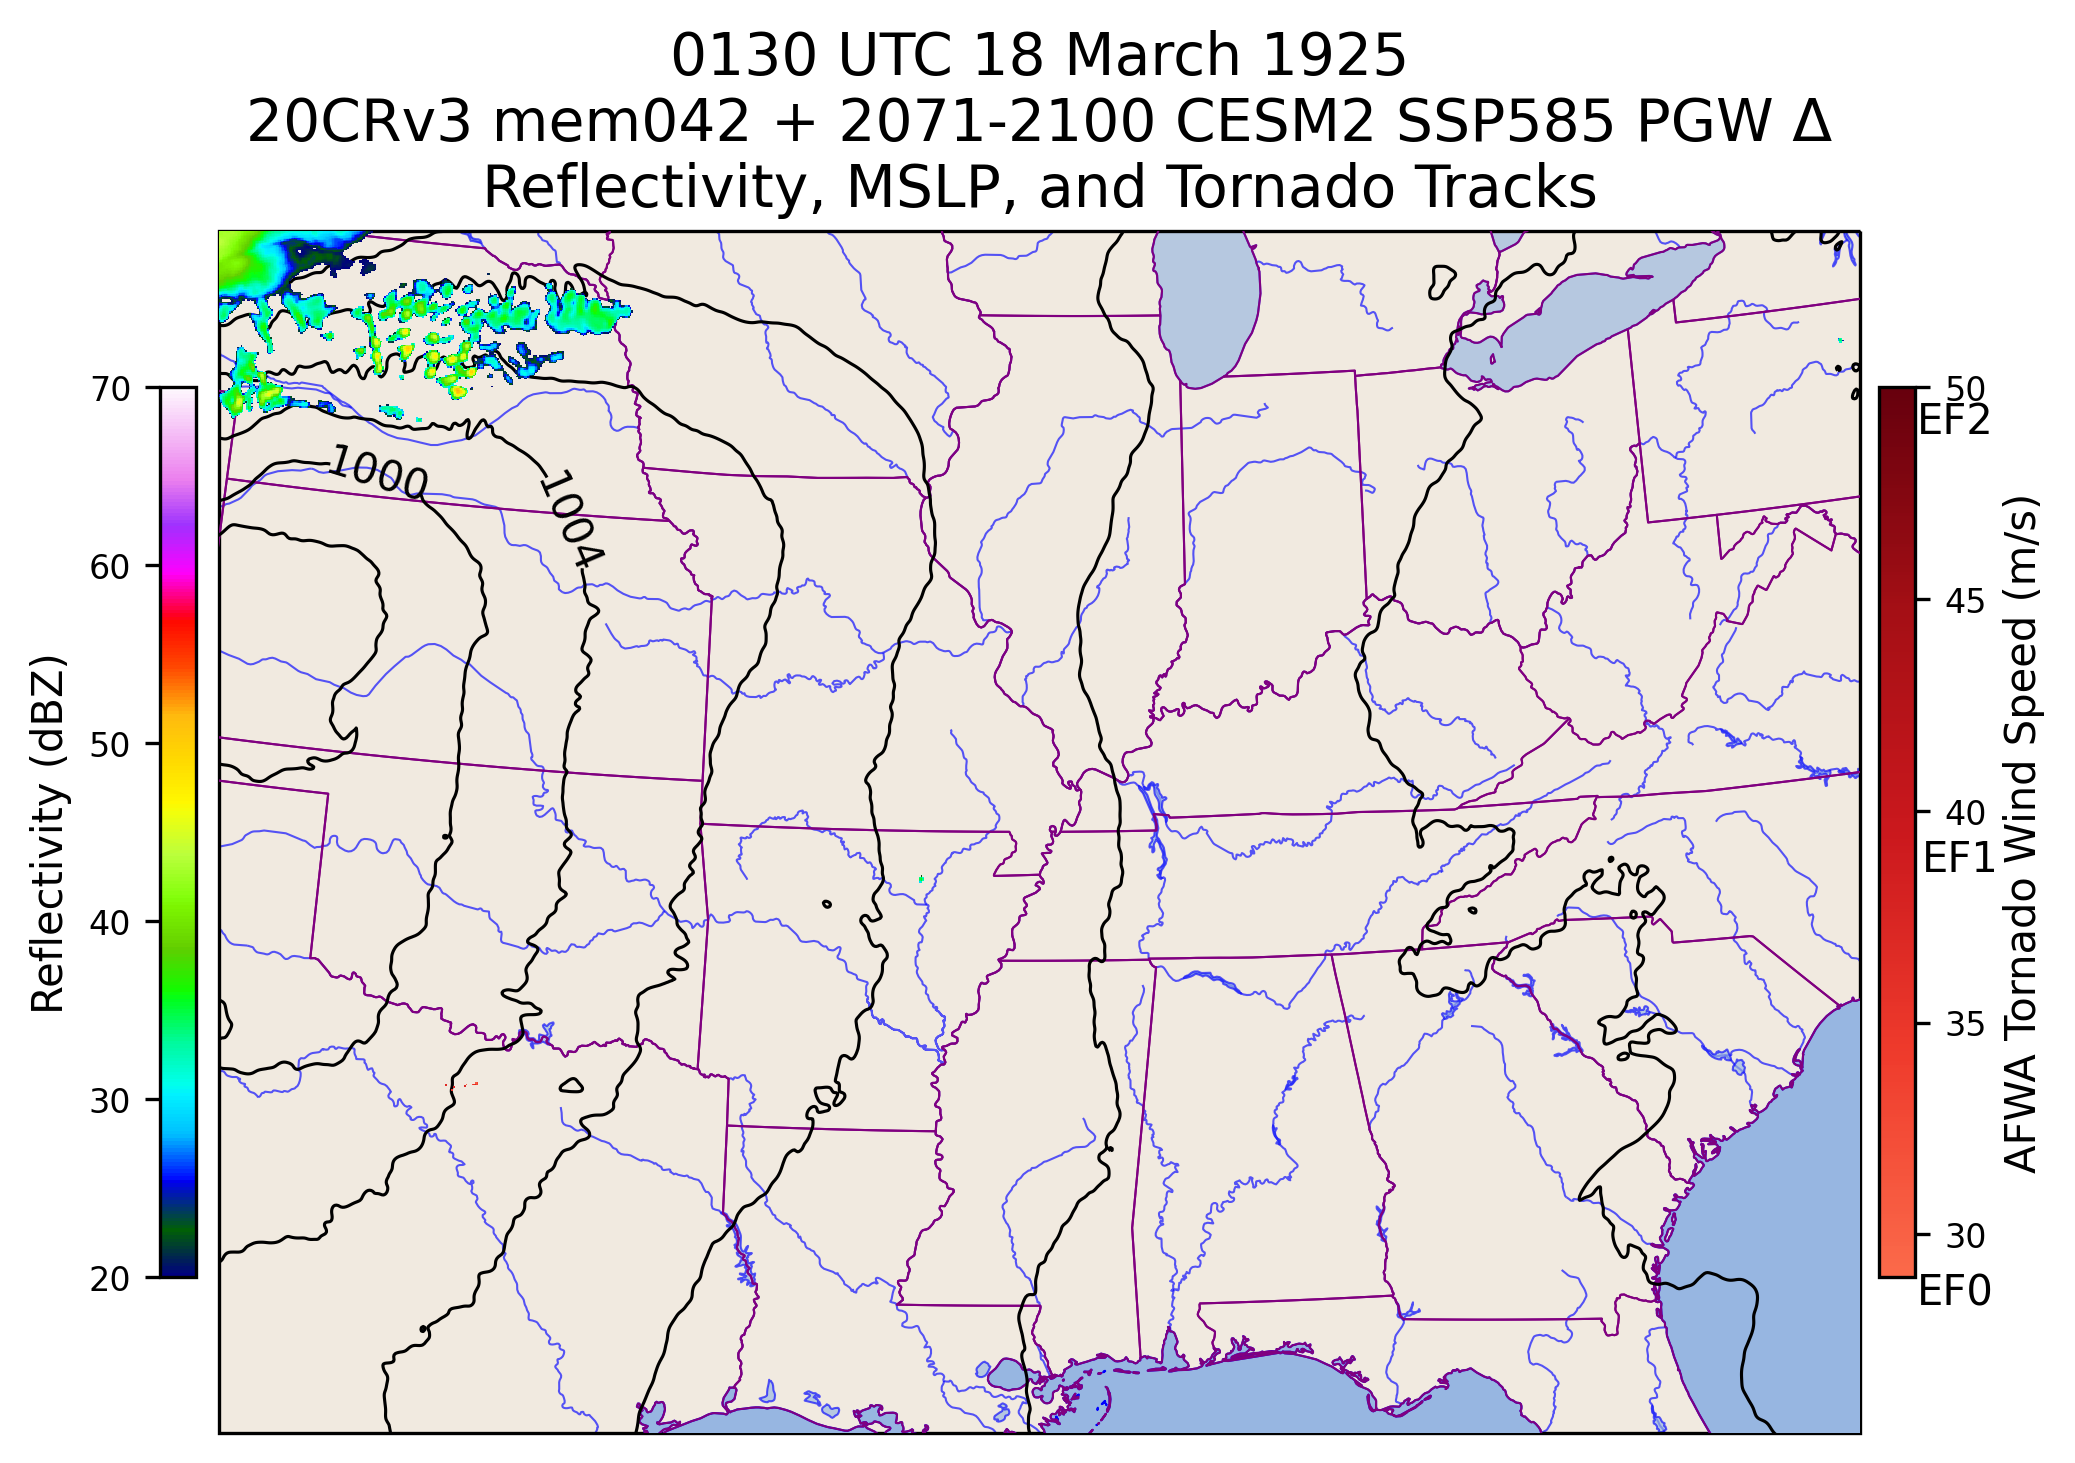 0130 UTC 18 March 1925
20CRv3 mem042 + 2071-2100 CESM2 SSP585 PGW Δ
Reflectivity, MSLP, and Tornado Tracks
70
60
50
40
30
20
Reflectivity (dBZ)
1000
1004
50
EF2
45
40
EF1
35
30
EF0
AFWA Tornado Wind Speed (m/s)